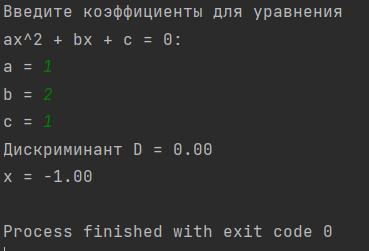 Введите коэффициенты для уравнения
ax^2 + bx + c = 0:
a = 1
b = 2
c = 1
Дискриминант D = 0.00
x = -1.00
Process finished with exit code 0